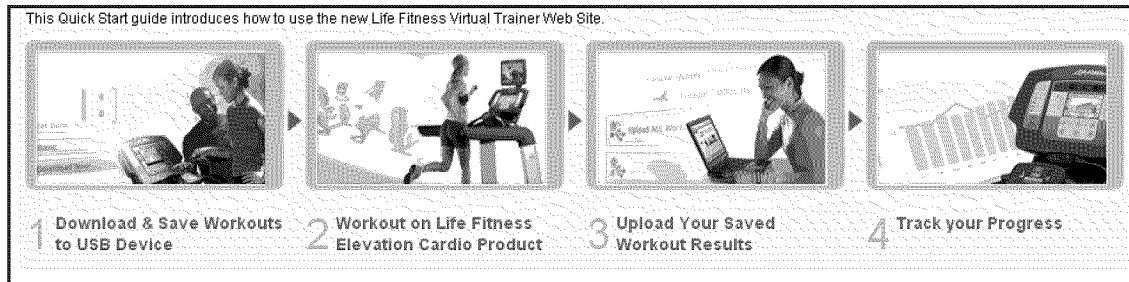 This Quick Start guide introduces how to use the new Life Fitness Virtual Trainer Web Site.
1 Download & Save Workouts
to USB Device
2 Workout on Life Fitness
Elevation Cardio Product
3 Upload Your Saved
Workout Results
4 Track your Progress